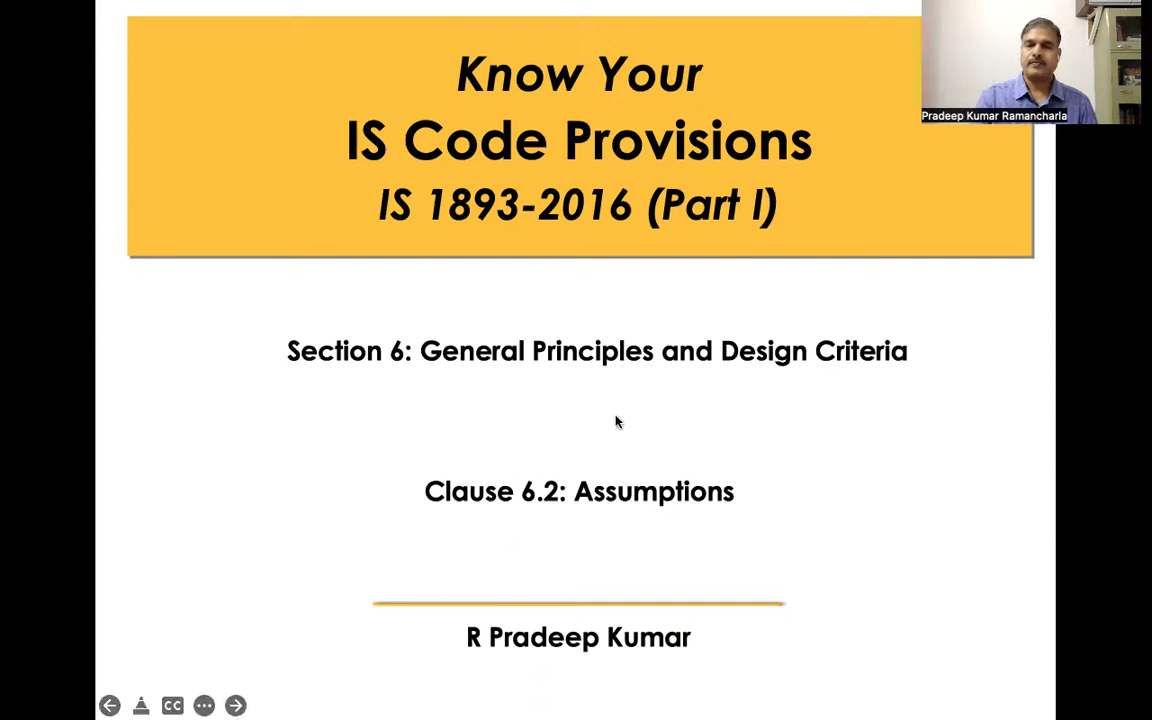 Know Your
IS Code Provisions
IS 1893-2016 (Part I)
Pradeep Kumar Ramancharla
Section 6: General Principles and Design Criteria
Clause 6.2: Assumptions
R Pradeep Kumar
CC